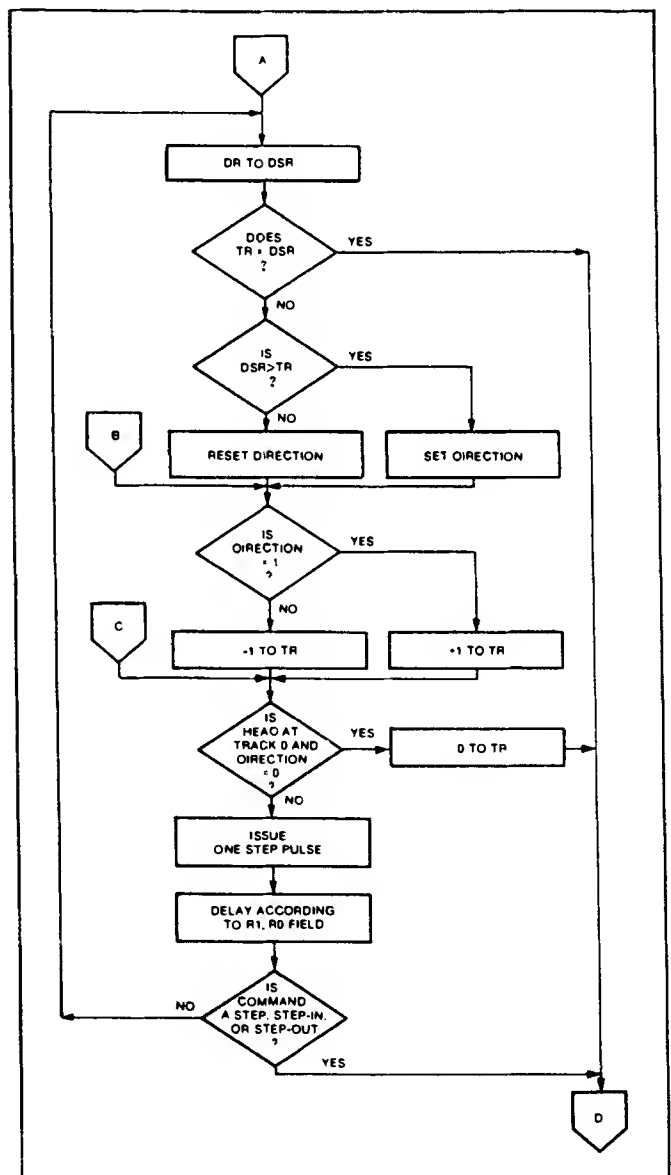 A
DR TO DSR
DOES
TR = DSR
?
YES
NO
IS
DSR>TR
?
YES
NO
B
RESET DIRECTION
SET DIRECTION
IS
DIRECTION
= 1
?
YES
NO
C
-1 TO TR
+1 TO TR
IS
HEAD AT
TRACK 0 AND
DIRECTION
=0
?
YES
0 TO TR
NO
ISSUE
ONE STEP PULSE
DELAY ACCORDING
TO R1, R0 FIELD
IS
COMMAND
A STEP, STEP-IN,
OR STEP-OUT
?
NO
YES
D